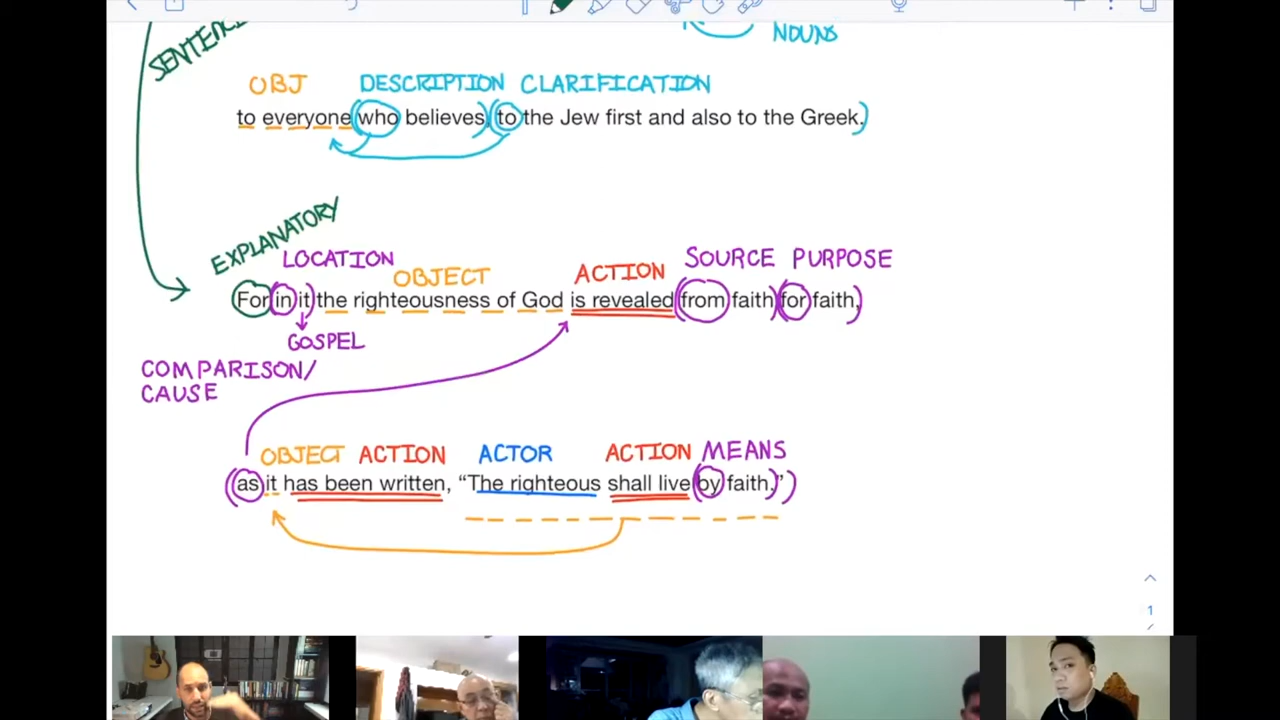 SENTENCE
NOUNS
OBJ DESCRIPTION CLARIFICATION
to everyone who believes, to the Jew first and also to the Greek.
EXPLANATORY
LOCATION OBJECT ACTION SOURCE PURPOSE
For in it the righteousness of God is revealed from faith for faith,
GOSPEL
COMPARISON/
CAUSE
OBJECT ACTION ACTOR ACTION MEANS
as it has been written, “The righteous shall live by faith.”
1